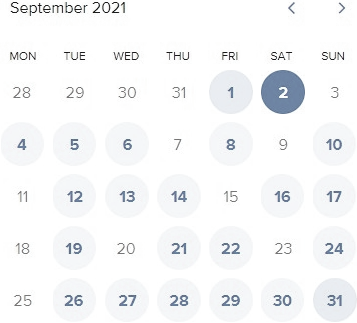 September 2021
MON TUE WED THU FRI SAT SUN
28 29 30 31 1 2 3
4 5 6 7 8 9 10
11 12 13 14 15 16 17
18 19 20 21 22 23 24
25 26 27 28 29 30 31